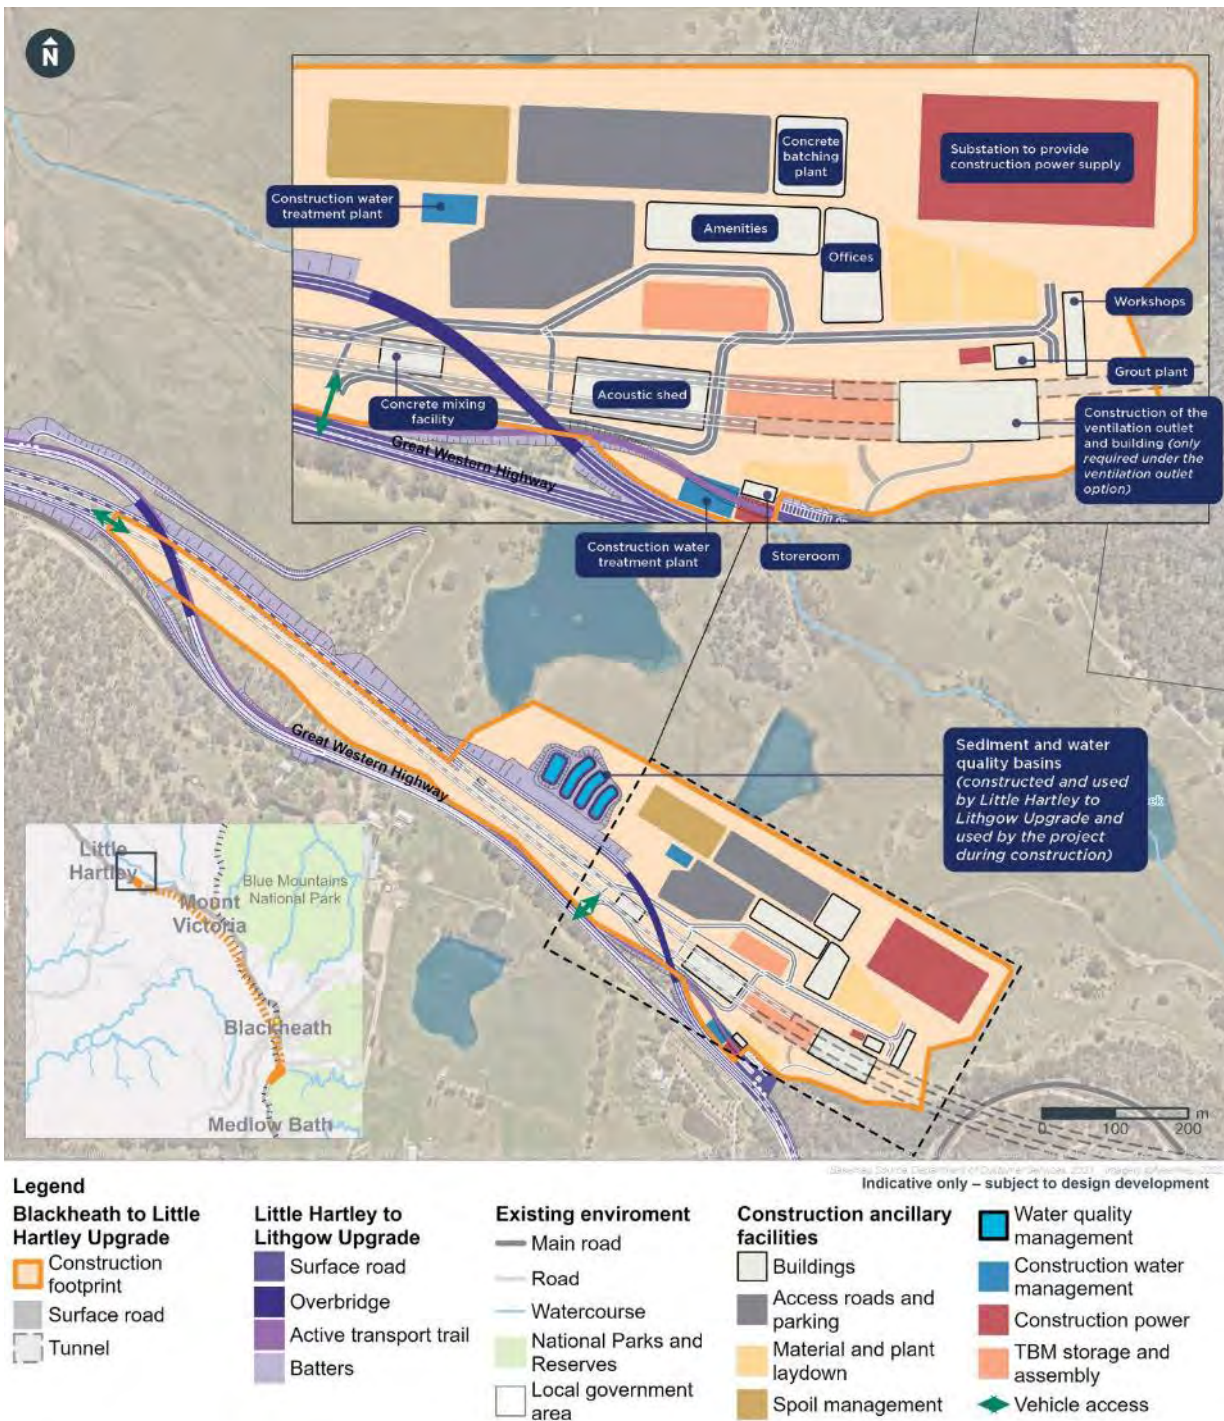 N
Concrete
batching
plant
Substation to provide
construction power supply
Construction water
treatment plant
Amenities
Offices
Workshops
Grout plant
Acoustic shed
Concrete mixing
facility
Great Western Highway
Construction of the
ventilation outlet
and building (only
required under the
ventilation outlet
option)
Construction water
treatment plant
Storeroom
Great Western Highway
Sediment and water
quality basins
(constructed and used
by Little Hartley to
Lithgow Upgrade and
used by the project
during construction)
Little
Hartley
Blue Mountains
National Park
Mount
Victoria
Blackheath
Medlow Bath
m
0 100 200
Indicative only – subject to design development
Legend
Blackheath to Little
Hartley Upgrade
Construction
footprint
Surface road
Tunnel
Little Hartley to
Lithgow Upgrade
Surface road
Overbridge
Active transport trail
Batters
Existing enviroment
Main road
Road
Watercourse
National Parks and
Reserves
Local government
area
Construction ancillary
facilities
Buildings
Access roads and
parking
Material and plant
laydown
Spoil management
Water quality
management
Construction water
management
Construction power
TBM storage and
assembly
Vehicle access